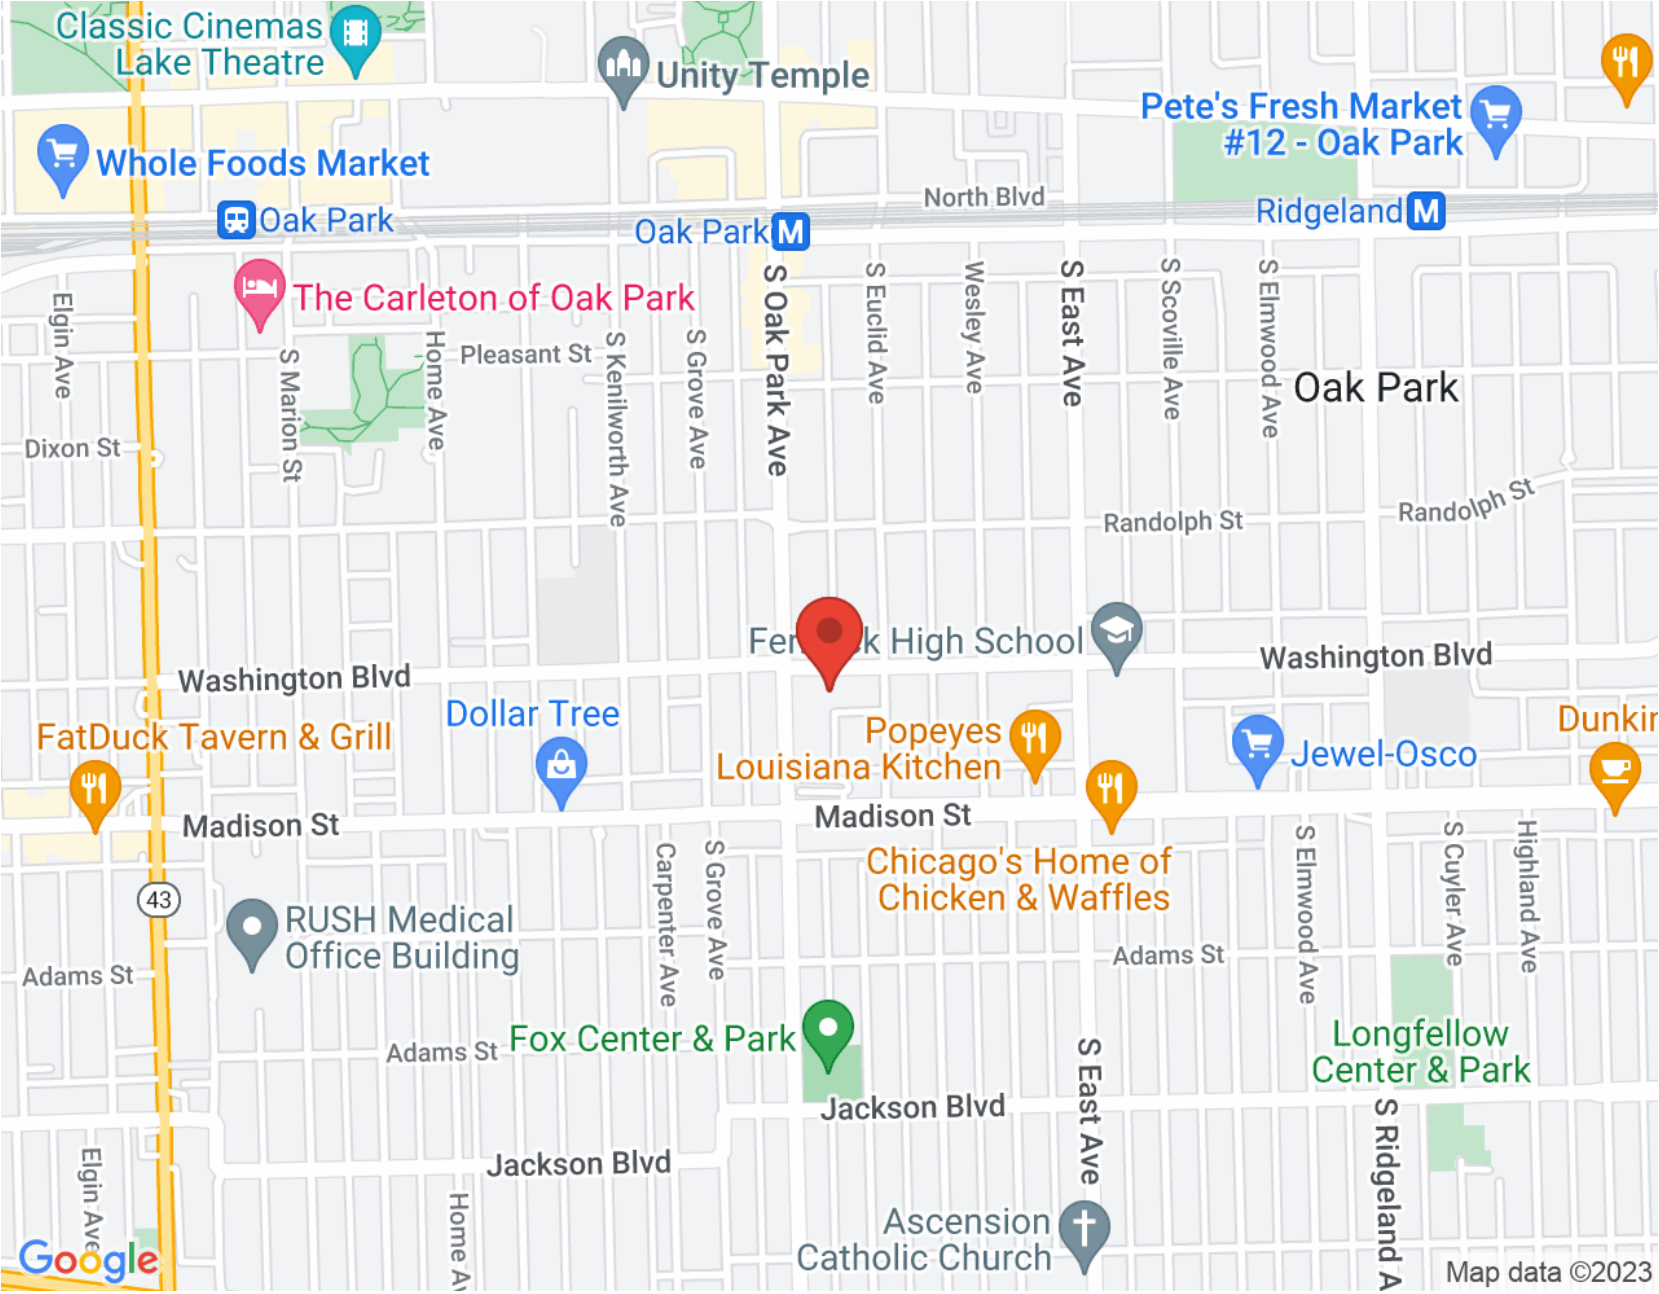 Classic Cinemas
Lake Theatre
Unity Temple
Pete's Fresh Market
#12 - Oak Park
Whole Foods Market
North Blvd
Oak Park
Oak Park M
Ridgeland M
The Carleton of Oak Park
Elgin Ave
S Marion St
Home Ave
Pleasant St
S Kenilworth Ave
S Grove Ave
S Oak Park Ave
S Euclid Ave
Wesley Ave
S East Ave
S Scoville Ave
S Elmwood Ave
Oak Park
Dixon St
Randolph St
Randolph St
k High School
Washington Blvd
Washington Blvd
Dollar Tree
FatDuck Tavern & Grill
Popeyes
Louisiana Kitchen
Jewel-Osco
Dunkin
Madison St
Madison St
Chicago's Home of
Chicken & Waffles
43
RUSH Medical
Office Building
Carpenter Ave
S Grove Ave
S Elmwood Ave
S Cuyler Ave
Highland Ave
Adams St
Adams St
Adams St
Fox Center & Park
Longfellow
Center & Park
Jackson Blvd
Jackson Blvd
S East Ave
S Ridgeland A
Elgin Ave
Home Av
Ascension
Catholic Church
Google
Map data ©2023